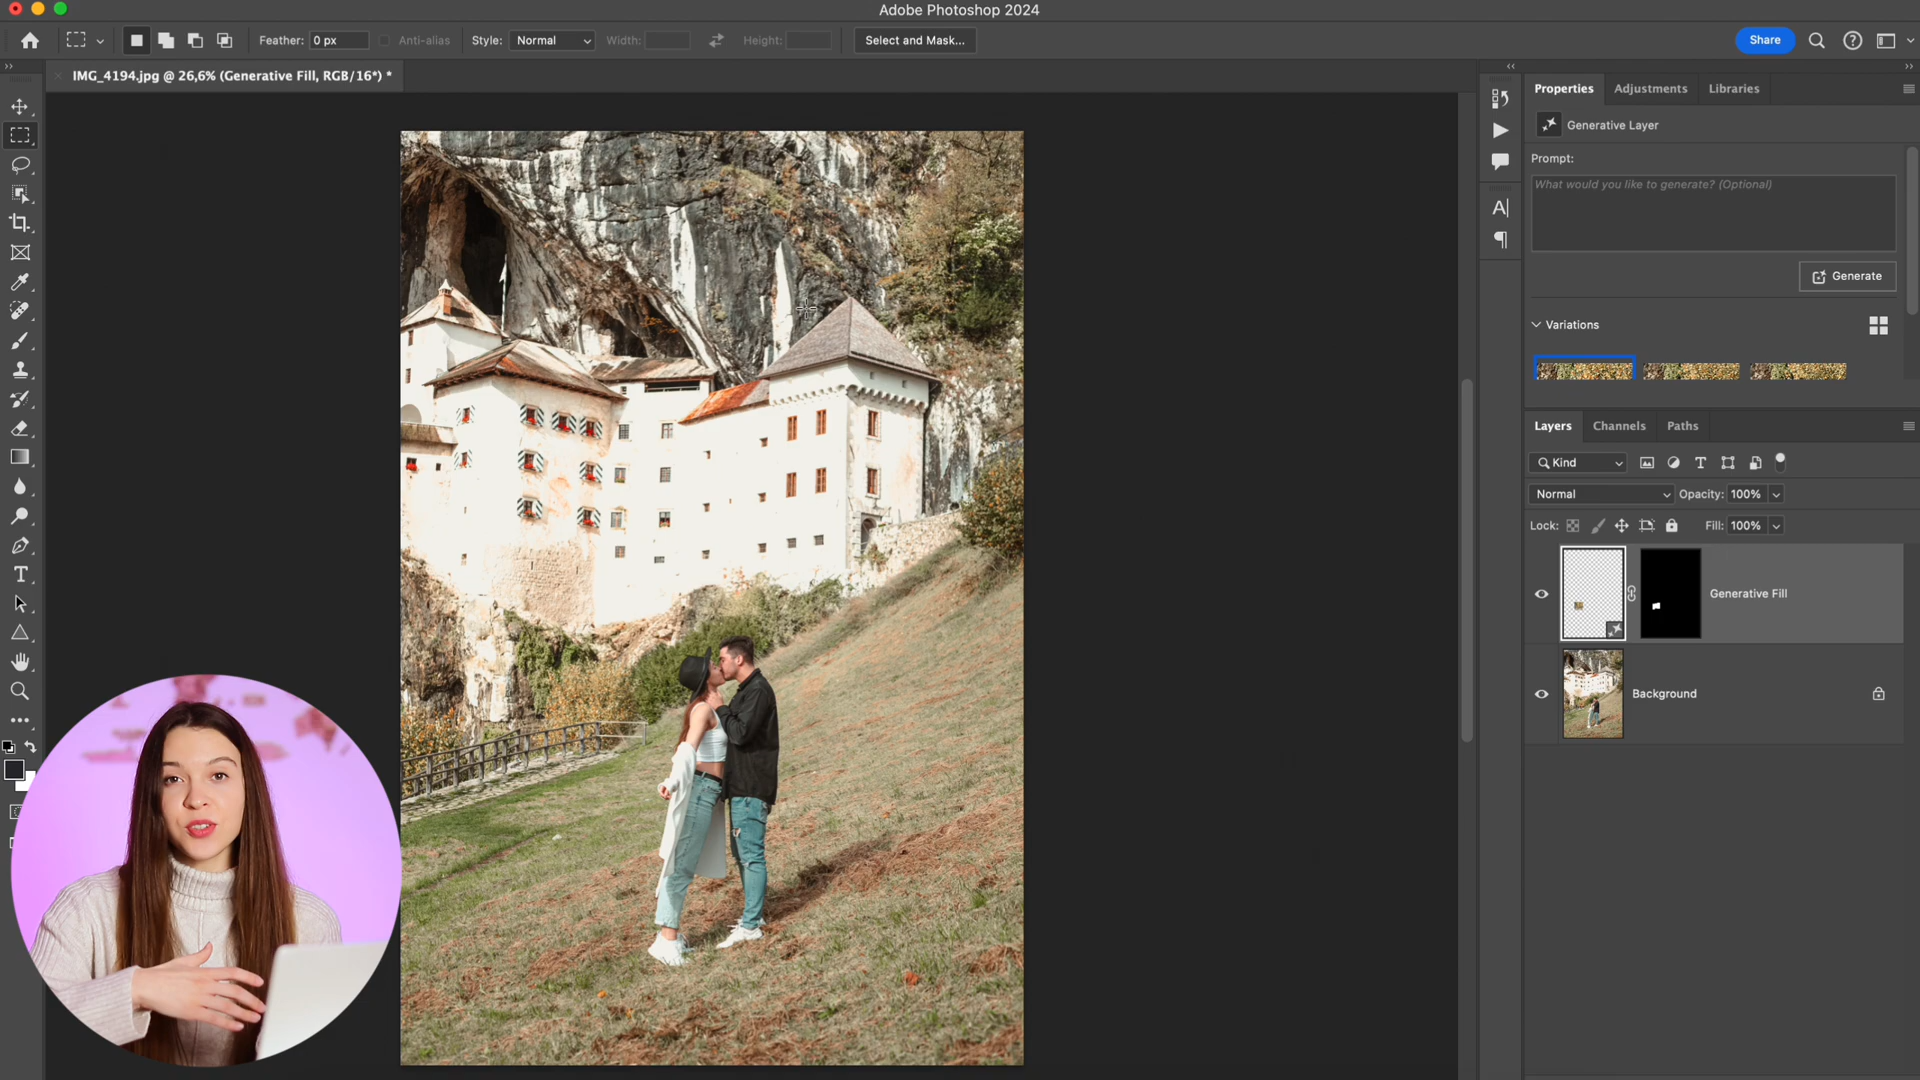 Adobe Photoshop 2024
Feather: 0 px
Anti-alias
Style: Normal
Width:
Height:
Select and Mask...
Share
IMG_4194.jpg @ 26,6% (Generative Fill, RGB/16*) *
Properties Adjustments Libraries
Generative Layer
Prompt:
What would you like to generate? (Optional)
Generate
Variations
Layers Channels Paths
Kind
Normal Opacity: 100%
Lock: Fill: 100%
Generative Fill
Background